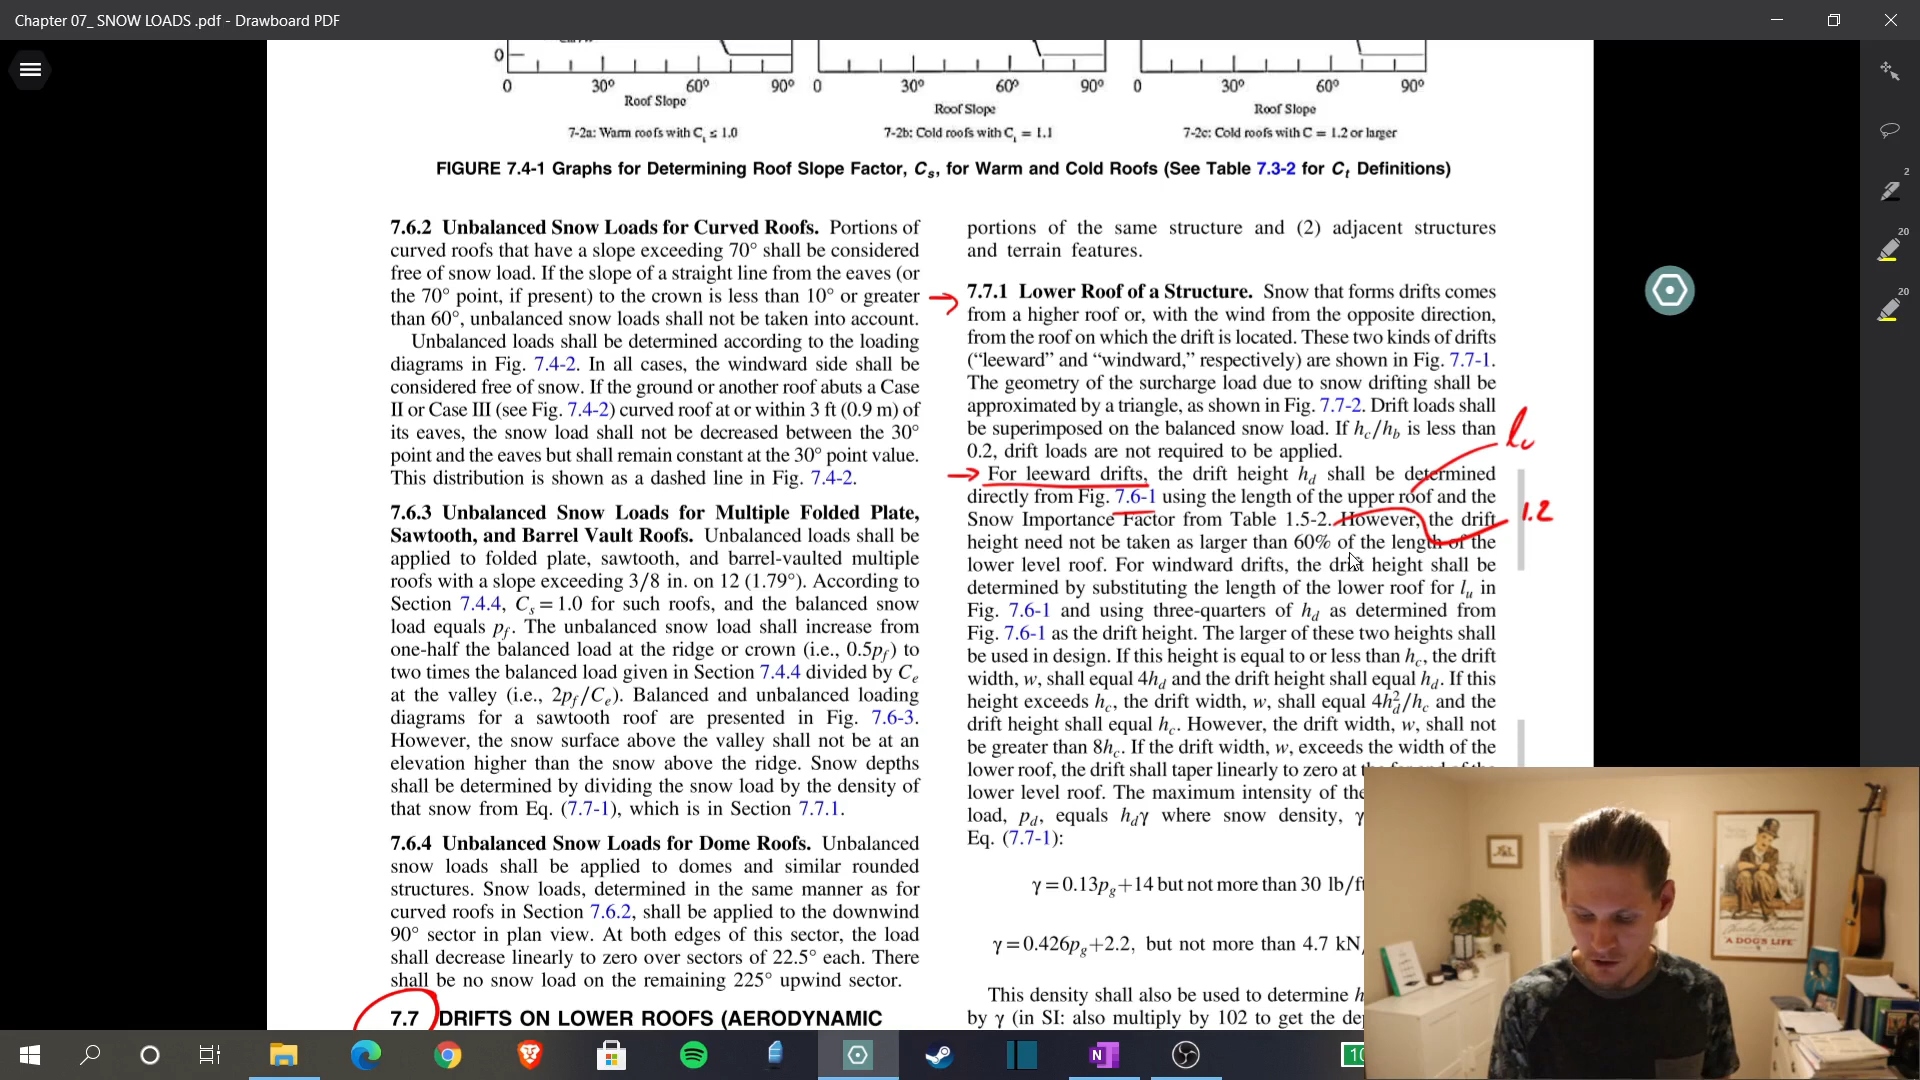 Chapter 07_ SNOW LOADS .pdf - Drawboard PDF
0
0 30° 60° 90° 0 30° 60° 90° 0 30° 60° 90°
Roof Slope
Roof Slope
Roof Slope
7-2a: Warm roofs with Cₜ ≤ 1.0
7-2b: Cold roofs with Cₜ = 1.1
7-2c: Cold roofs with C = 1.2 or larger
FIGURE 7.4-1 Graphs for Determining Roof Slope Factor, Cₛ, for Warm and Cold Roofs (See Table 7.3-2 for Cₜ Definitions)
7.6.2 Unbalanced Snow Loads for Curved Roofs. Portions of
curved roofs that have a slope exceeding 70° shall be considered
free of snow load. If the slope of a straight line from the eaves (or
the 70° point, if present) to the crown is less than 10° or greater
than 60°, unbalanced snow loads shall not be taken into account.
Unbalanced loads shall be determined according to the loading
diagrams in Fig. 7.4-2. In all cases, the windward side shall be
considered free of snow. If the ground or another roof abuts a Case
II or Case III (see Fig. 7.4-2) curved roof at or within 3 ft (0.9 m) of
its eaves, the snow load shall not be decreased between the 30°
point and the eaves but shall remain constant at the 30° point value.
This distribution is shown as a dashed line in Fig. 7.4-2.
7.6.3 Unbalanced Snow Loads for Multiple Folded Plate,
Sawtooth, and Barrel Vault Roofs. Unbalanced loads shall be
applied to folded plate, sawtooth, and barrel-vaulted multiple
roofs with a slope exceeding 3/8 in. on 12 (1.79°). According to
Section 7.4.4, Cₛ = 1.0 for such roofs, and the balanced snow
load equals p_f. The unbalanced snow load shall increase from
one-half the balanced load at the ridge or crown (i.e., 0.5p_f) to
two times the balanced load given in Section 7.4.4 divided by Cₑ
at the valley (i.e., 2p_f/Cₑ). Balanced and unbalanced loading
diagrams for a sawtooth roof are presented in Fig. 7.6-3.
However, the snow surface above the valley shall not be at an
elevation higher than the snow above the ridge. Snow depths
shall be determined by dividing the snow load by the density of
that snow from Eq. (7.7-1), which is in Section 7.7.1.
7.6.4 Unbalanced Snow Loads for Dome Roofs. Unbalanced
snow loads shall be applied to domes and similar rounded
structures. Snow loads, determined in the same manner as for
curved roofs in Section 7.6.2, shall be applied to the downwind
90° sector in plan view. At both edges of this sector, the load
shall decrease linearly to zero over sectors of 22.5° each. There
shall be no snow load on the remaining 225° upwind sector.
7.7 DRIFTS ON LOWER ROOFS (AERODYNAMIC
portions of the same structure and (2) adjacent structures
and terrain features.
7.7.1 Lower Roof of a Structure. Snow that forms drifts comes
from a higher roof or, with the wind from the opposite direction,
from the roof on which the drift is located. These two kinds of drifts
(“leeward” and “windward,” respectively) are shown in Fig. 7.7-1.
The geometry of the surcharge load due to snow drifting shall be
approximated by a triangle, as shown in Fig. 7.7-2. Drift loads shall
be superimposed on the balanced snow load. If h_c/h_b is less than
0.2, drift loads are not required to be applied.
For leeward drifts, the drift height h_d shall be determined
directly from Fig. 7.6-1 using the length of the upper roof and the
Snow Importance Factor from Table 1.5-2. However, the drift
height need not be taken as larger than 60% of the length of the
lower level roof. For windward drifts, the drift height shall be
determined by substituting the length of the lower roof for lᵤ in
Fig. 7.6-1 and using three-quarters of h_d as determined from
Fig. 7.6-1 as the drift height. The larger of these two heights shall
be used in design. If this height is equal to or less than h_c, the drift
width, w, shall equal 4h_d and the drift height shall equal h_d. If this
height exceeds h_c, the drift width, w, shall equal 4h_d²/h_c and the
drift height shall equal h_c. However, the drift width, w, shall not
be greater than 8h_c. If the drift width, w, exceeds the width of the
lower roof, the drift shall taper linearly to zero at
lower level roof. The maximum intensity of the
load, p_d, equals h_dγ where snow density, γ
Eq. (7.7-1):
γ = 0.13p_g + 14 but not more than 30 lb/ft
γ = 0.426p_g + 2.2, but not more than 4.7 kN/
This density shall also be used to determine h
by γ (in SI: also multiply by 102 to get the de
lᵤ
1.2
2
20
20
A DOG'S LIFE
N
10